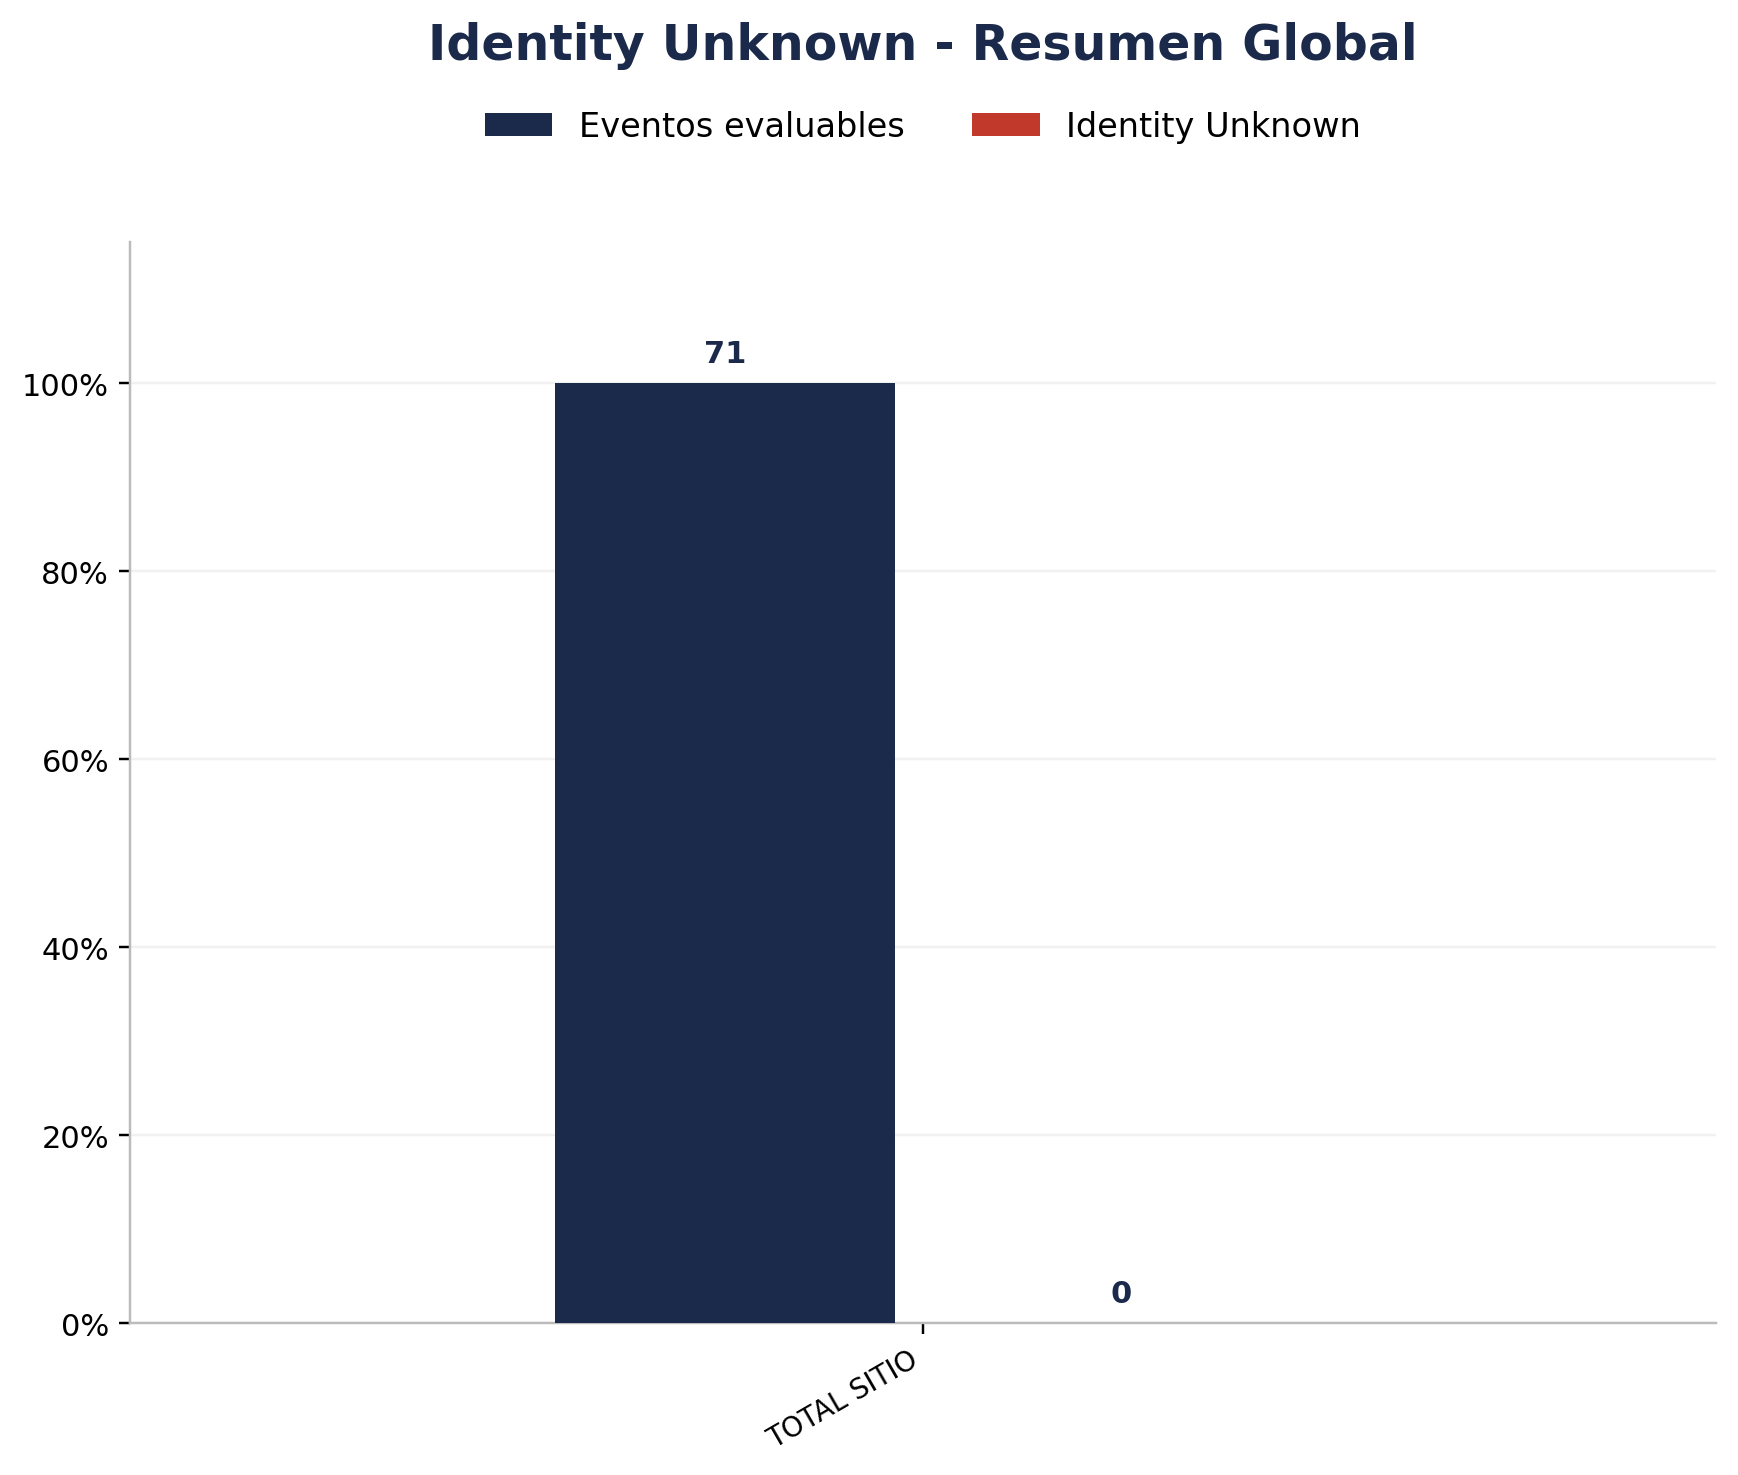 Identity Unknown - Resumen Global
Eventos evaluables
Identity Unknown
71
100%
80%
60%
40%
20%
0
0%
TOTAL SITIO